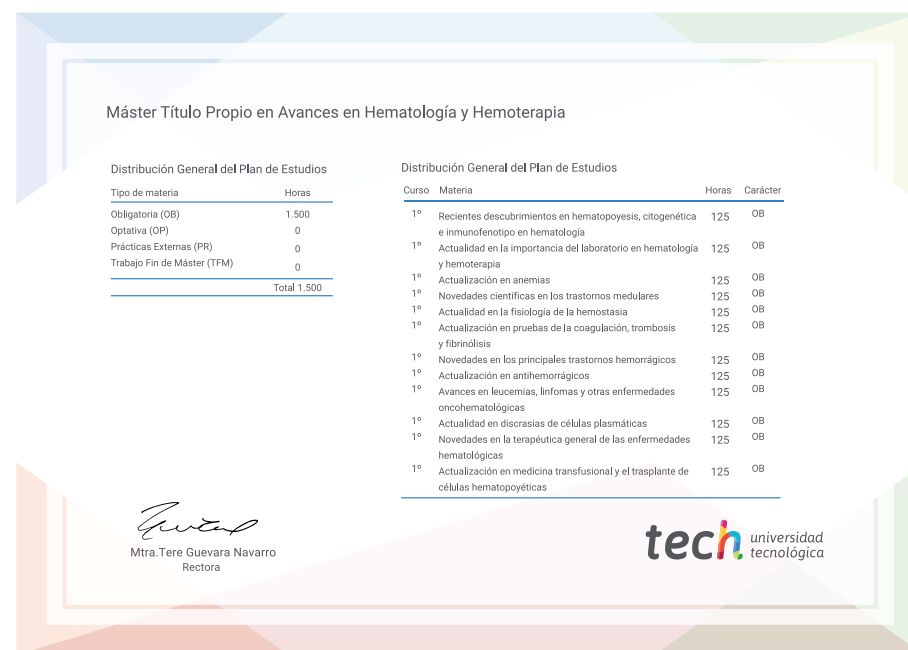 Máster Título Propio en Avances en Hematología y Hemoterapia
Distribución General del Plan de Estudios
Tipo de materia Horas
Obligatoria (OB) 1.500
Optativa (OP) 0
Prácticas Externas (PR) 0
Trabajo Fin de Máster (TFM) 0
Total 1.500
Distribución General del Plan de Estudios
Curso Materia Horas Carácter
1º Recientes descubrimientos en hematopoyesis, citogenética 125 OB
e inmunofenotipo en hematología
1º Actualidad en la importancia del laboratorio en hematología 125 OB
y hemoterapia
1º Actualización en anemias 125 OB
1º Novedades científicas en los trastornos medulares 125 OB
1º Actualidad en la fisiología de la hemostasia 125 OB
1º Actualización en pruebas de la coagulación, trombosis 125 OB
y fibrinólisis
1º Novedades en los principales trastornos hemorrágicos 125 OB
1º Actualización en antihemorrágicos 125 OB
1º Avances en leucemias, linfomas y otras enfermedades 125 OB
oncohematológicas
1º Actualidad en discrasias de células plasmáticas 125 OB
1º Novedades en la terapéutica general de las enfermedades 125 OB
hematológicas
1º Actualización en medicina transfusional y el trasplante de 125 OB
células hematopoyéticas
Mtra.Tere Guevara Navarro
Rectora
tech universidad
tecnológica